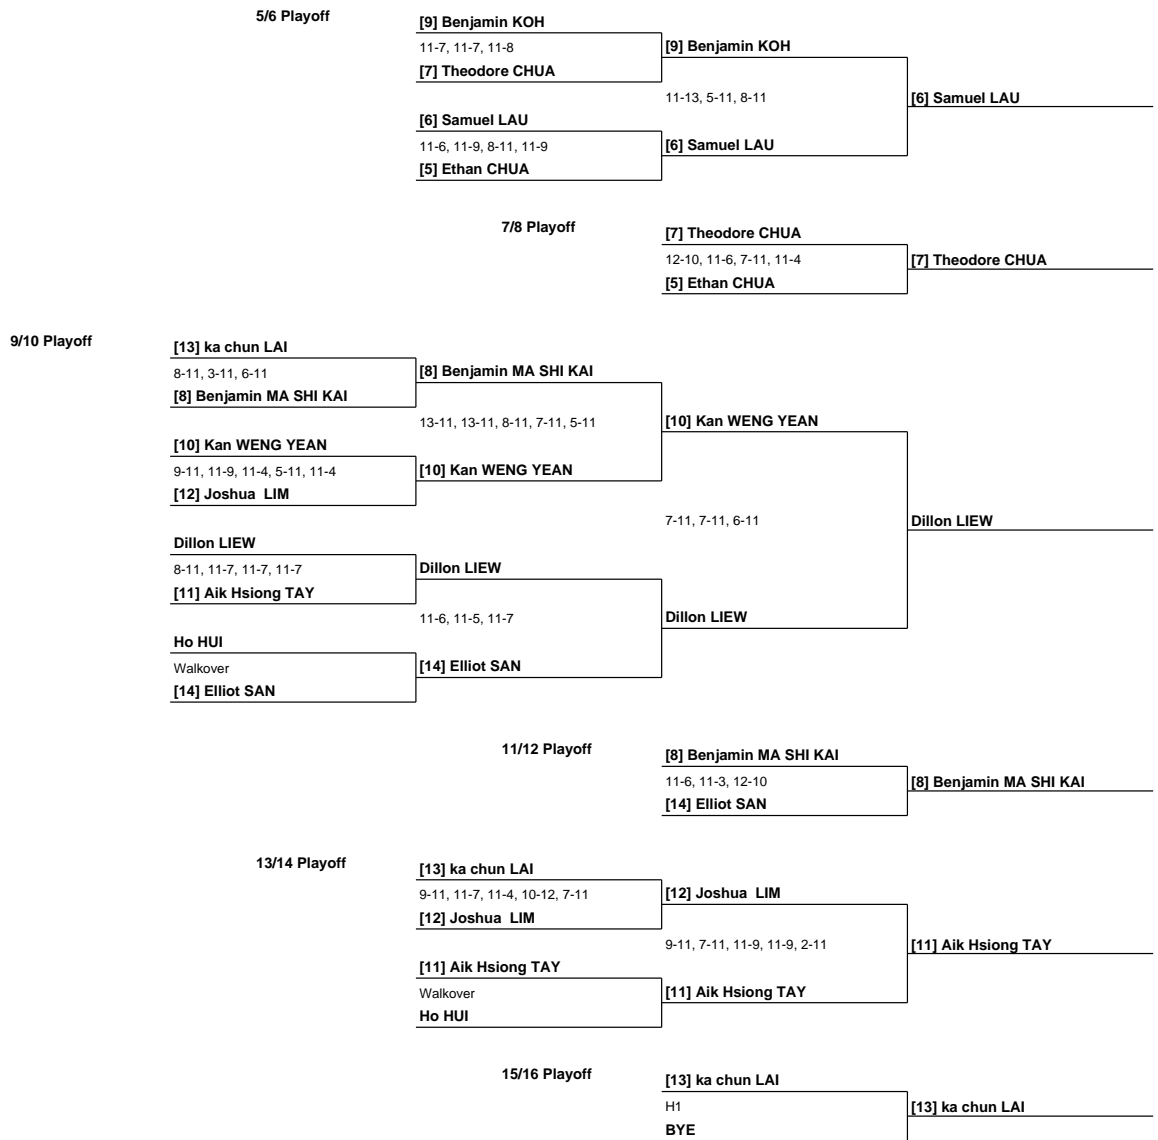 5/6 Playoff
[9] Benjamin KOH
11-7, 11-7, 11-8
[7] Theodore CHUA
[9] Benjamin KOH
11-13, 5-11, 8-11
[6] Samuel LAU
[6] Samuel LAU
11-6, 11-9, 8-11, 11-9
[5] Ethan CHUA
[6] Samuel LAU
7/8 Playoff
[7] Theodore CHUA
12-10, 11-6, 7-11, 11-4
[5] Ethan CHUA
[7] Theodore CHUA
9/10 Playoff
[13] ka chun LAI
8-11, 3-11, 6-11
[8] Benjamin MA SHI KAI
[8] Benjamin MA SHI KAI
13-11, 13-11, 8-11, 7-11, 5-11
[10] Kan WENG YEAN
[10] Kan WENG YEAN
9-11, 11-9, 11-4, 5-11, 11-4
[12] Joshua  LIM
[10] Kan WENG YEAN
7-11, 7-11, 6-11
Dillon LIEW
Dillon LIEW
8-11, 11-7, 11-7, 11-7
[11] Aik Hsiong TAY
Dillon LIEW
11-6, 11-5, 11-7
Dillon LIEW
Ho HUI
Walkover
[14] Elliot SAN
[14] Elliot SAN
11/12 Playoff
[8] Benjamin MA SHI KAI
11-6, 11-3, 12-10
[14] Elliot SAN
[8] Benjamin MA SHI KAI
13/14 Playoff
[13] ka chun LAI
9-11, 11-7, 11-4, 10-12, 7-11
[12] Joshua  LIM
[12] Joshua  LIM
9-11, 7-11, 11-9, 11-9, 2-11
[11] Aik Hsiong TAY
[11] Aik Hsiong TAY
Walkover
Ho HUI
[11] Aik Hsiong TAY
15/16 Playoff
[13] ka chun LAI
H1
BYE
[13] ka chun LAI